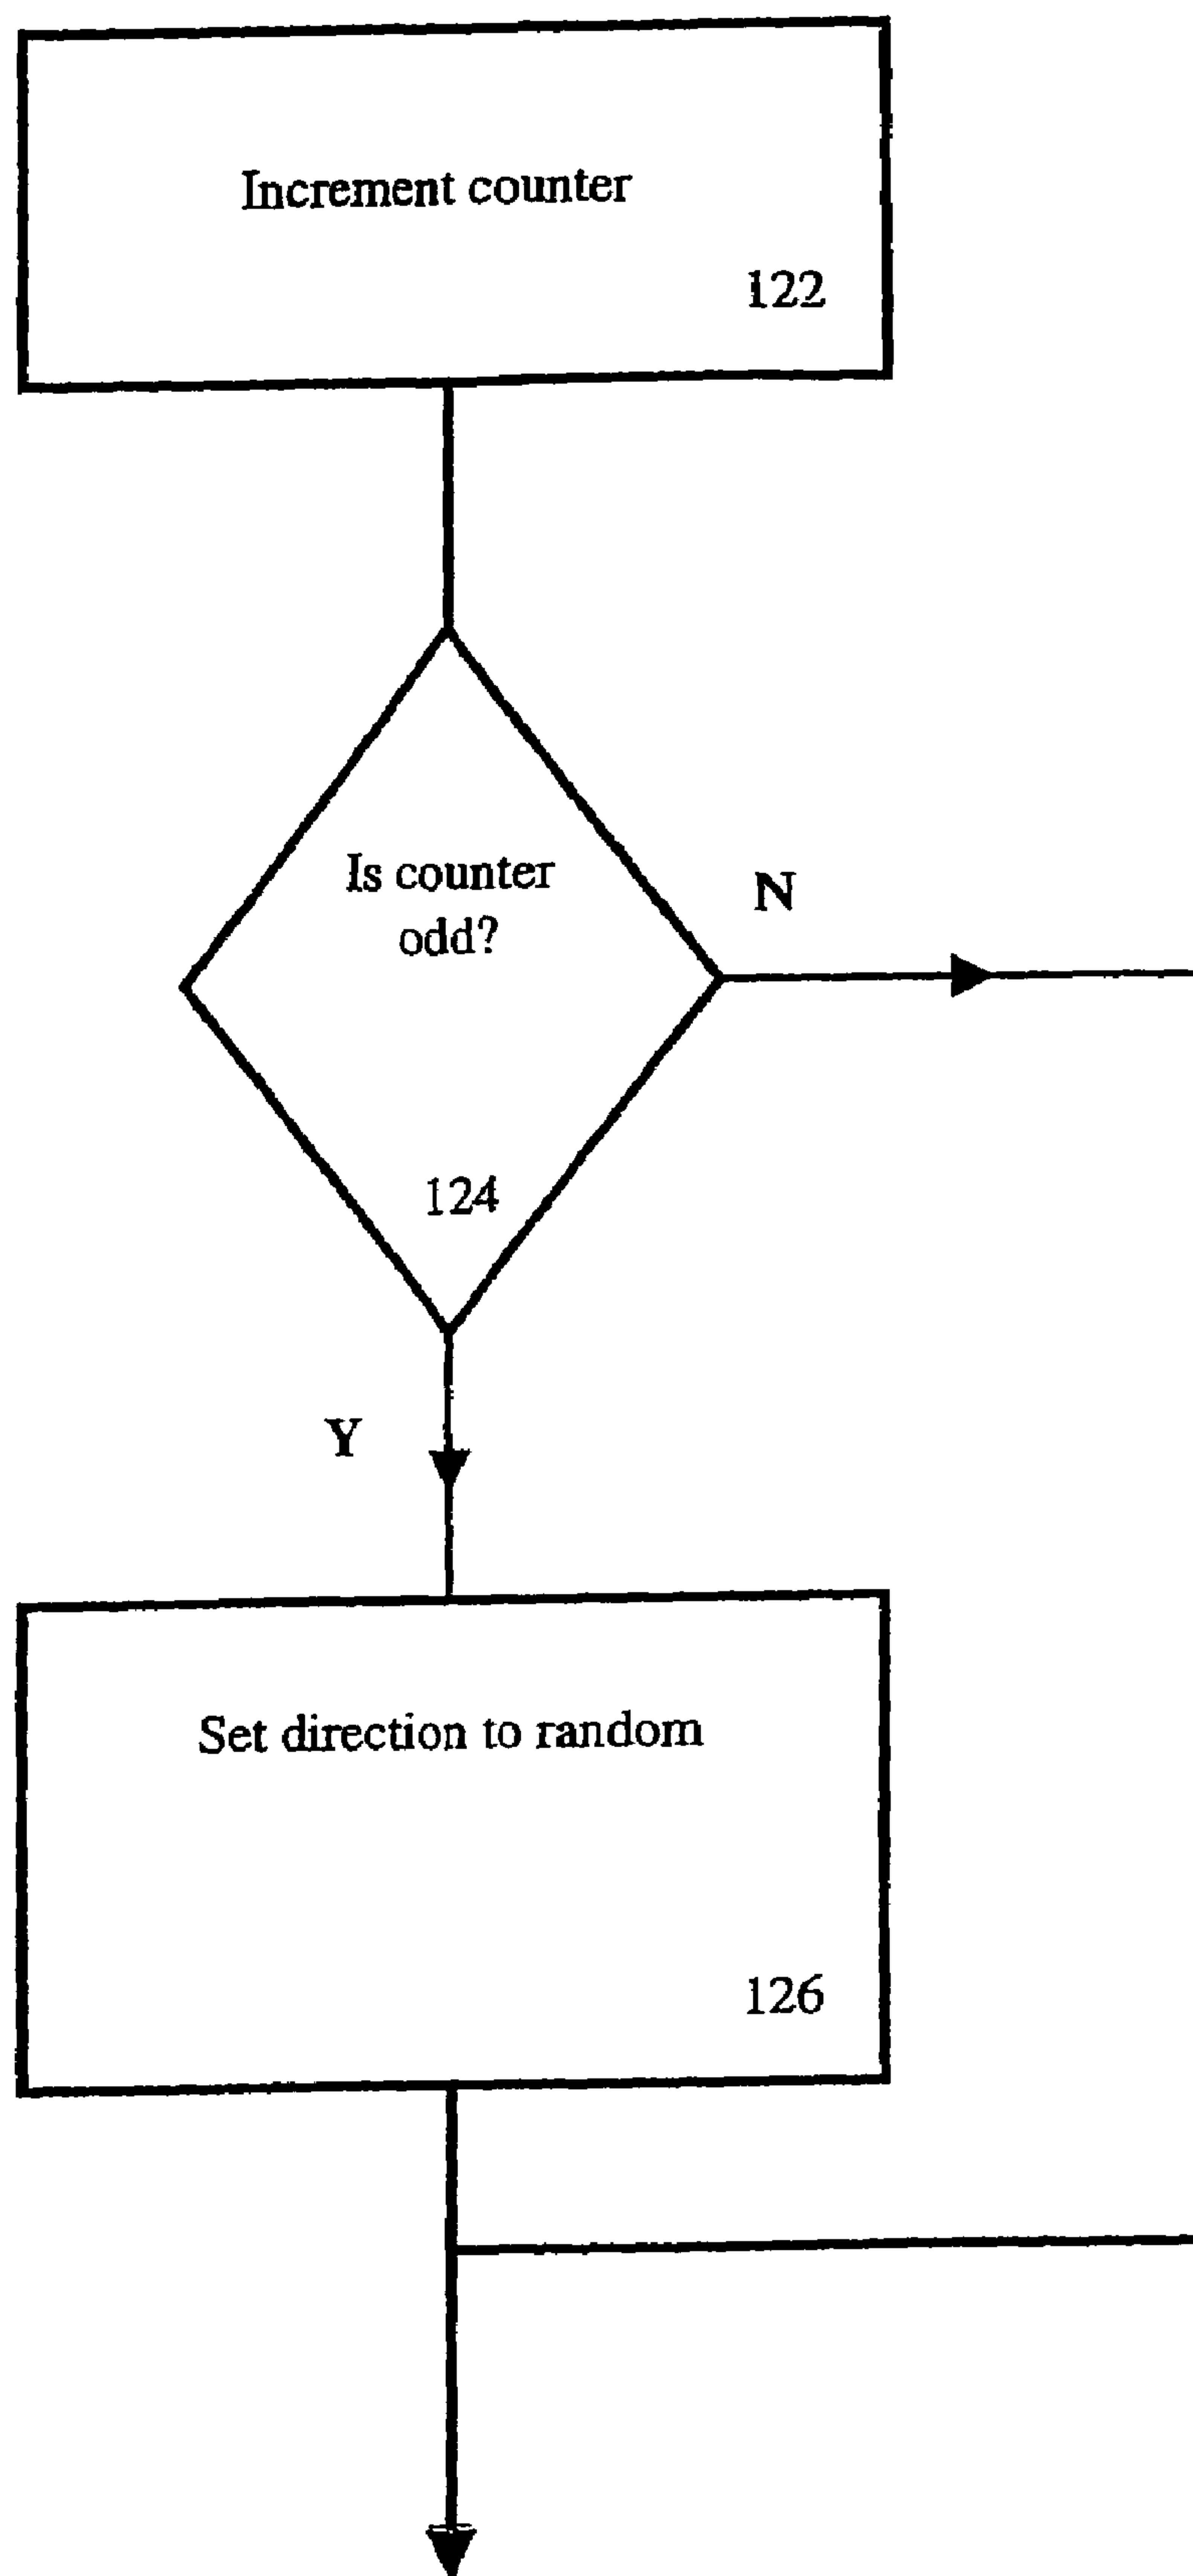 Increment counter
122
Is counter
odd?
N
124
Y
Set direction to random
126